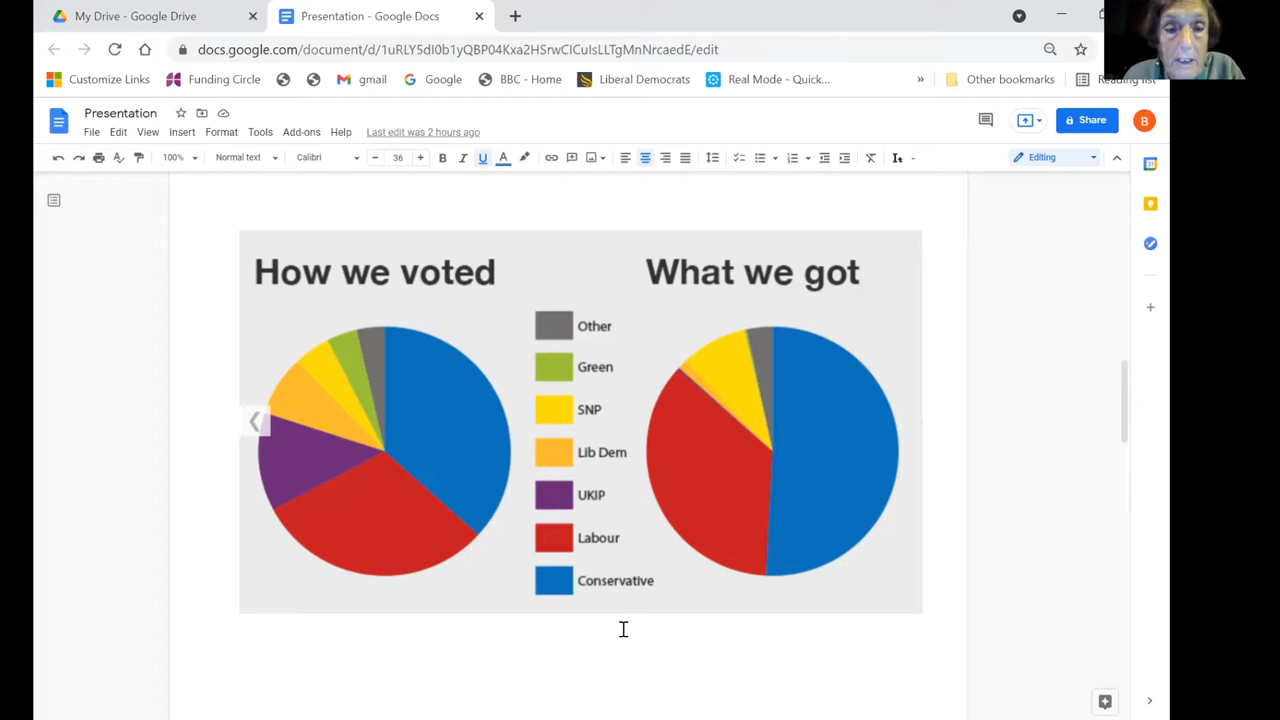 My Drive - Google Drive
Presentation - Google Docs
docs.google.com/document/d/1uRLY5dI0b1yQBP04Kxa2HSrwClCuIsLLTgMnNrcaedE/edit
Customize Links
Funding Circle
gmail
Google
BBC - Home
Liberal Democrats
Real Mode - Quick...
»
Other bookmarks
Reading list
Presentation
File Edit View Insert Format Tools Add-ons Help Last edit was 2 hours ago
Share
B
100% Normal text Calibri 36 B I U A Editing
How we voted
What we got
Other
Green
SNP
Lib Dem
UKIP
Labour
Conservative